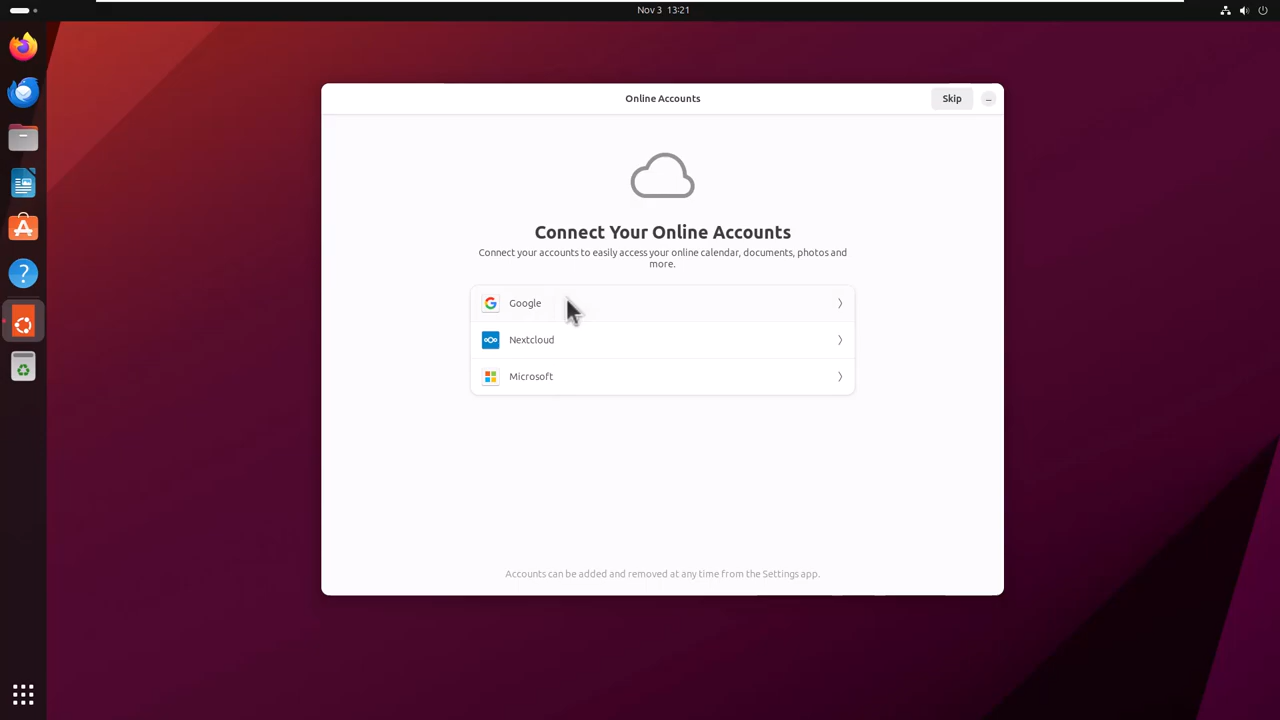 Nov 3 13:21
Online Accounts
Skip
Connect Your Online Accounts
Connect your accounts to easily access your online calendar, documents, photos and
more.
Google
Nextcloud
Microsoft
Accounts can be added and removed at any time from the Settings app.